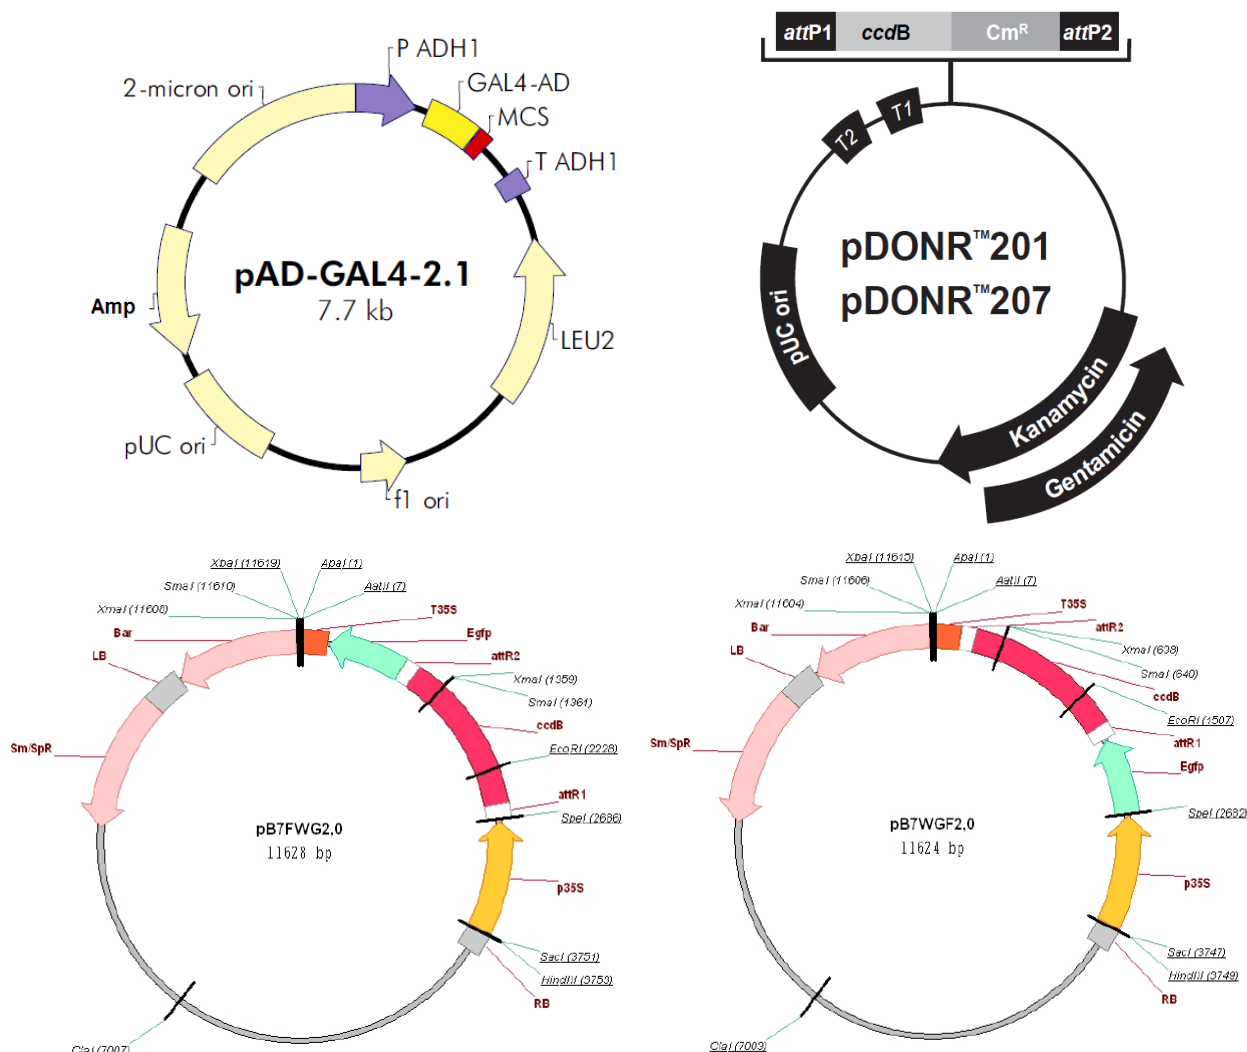 P ADH1
2-micron ori
GAL4-AD
MCS
T ADH1
pAD-GAL4-2.1
7.7 kb
Amp
LEU2
pUC ori
f1 ori
attP1 ccdB CmR attP2
T1
T2
pDONR™201
pDONR™207
pUC ori
Kanamycin
Gentamicin
XbaI (11619)
ApaI (1)
SmaI (11610)
AatII (7)
XmaI (11608)
T35S
Bar
Egfp
LB
attR2
XmaI (1359)
SmaI (1361)
ccdB
Sm/SpR
EcoRI (2228)
attR1
SpeI (2686)
pB7FWG2,0
11628 bp
p35S
SacI (3751)
HindIII (3753)
RB
ClaI (7007)
XbaI (11615)
ApaI (1)
SmaI (11606)
AatII (7)
XmaI (11604)
T35S
Bar
attR2
LB
XmaI (638)
SmaI (640)
ccdB
EcoRI (1507)
Sm/SpR
attR1
Egfp
SpeI (2682)
pB7WGF2,0
11624 bp
p35S
SacI (3747)
HindIII (3749)
RB
ClaI (7003)